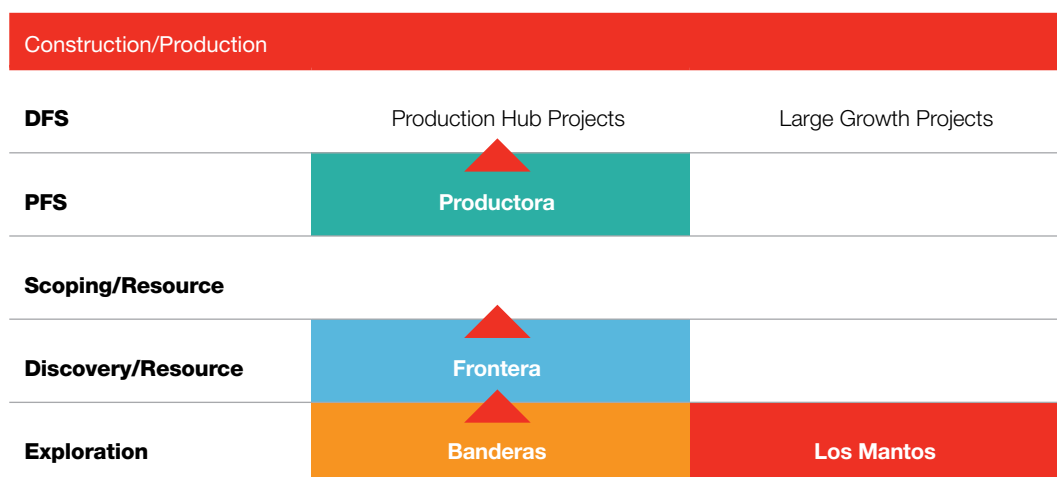 Construction/Production
DFS Production Hub Projects Large Growth Projects
PFS Productora
Scoping/Resource
Discovery/Resource Frontera
Exploration Banderas Los Mantos